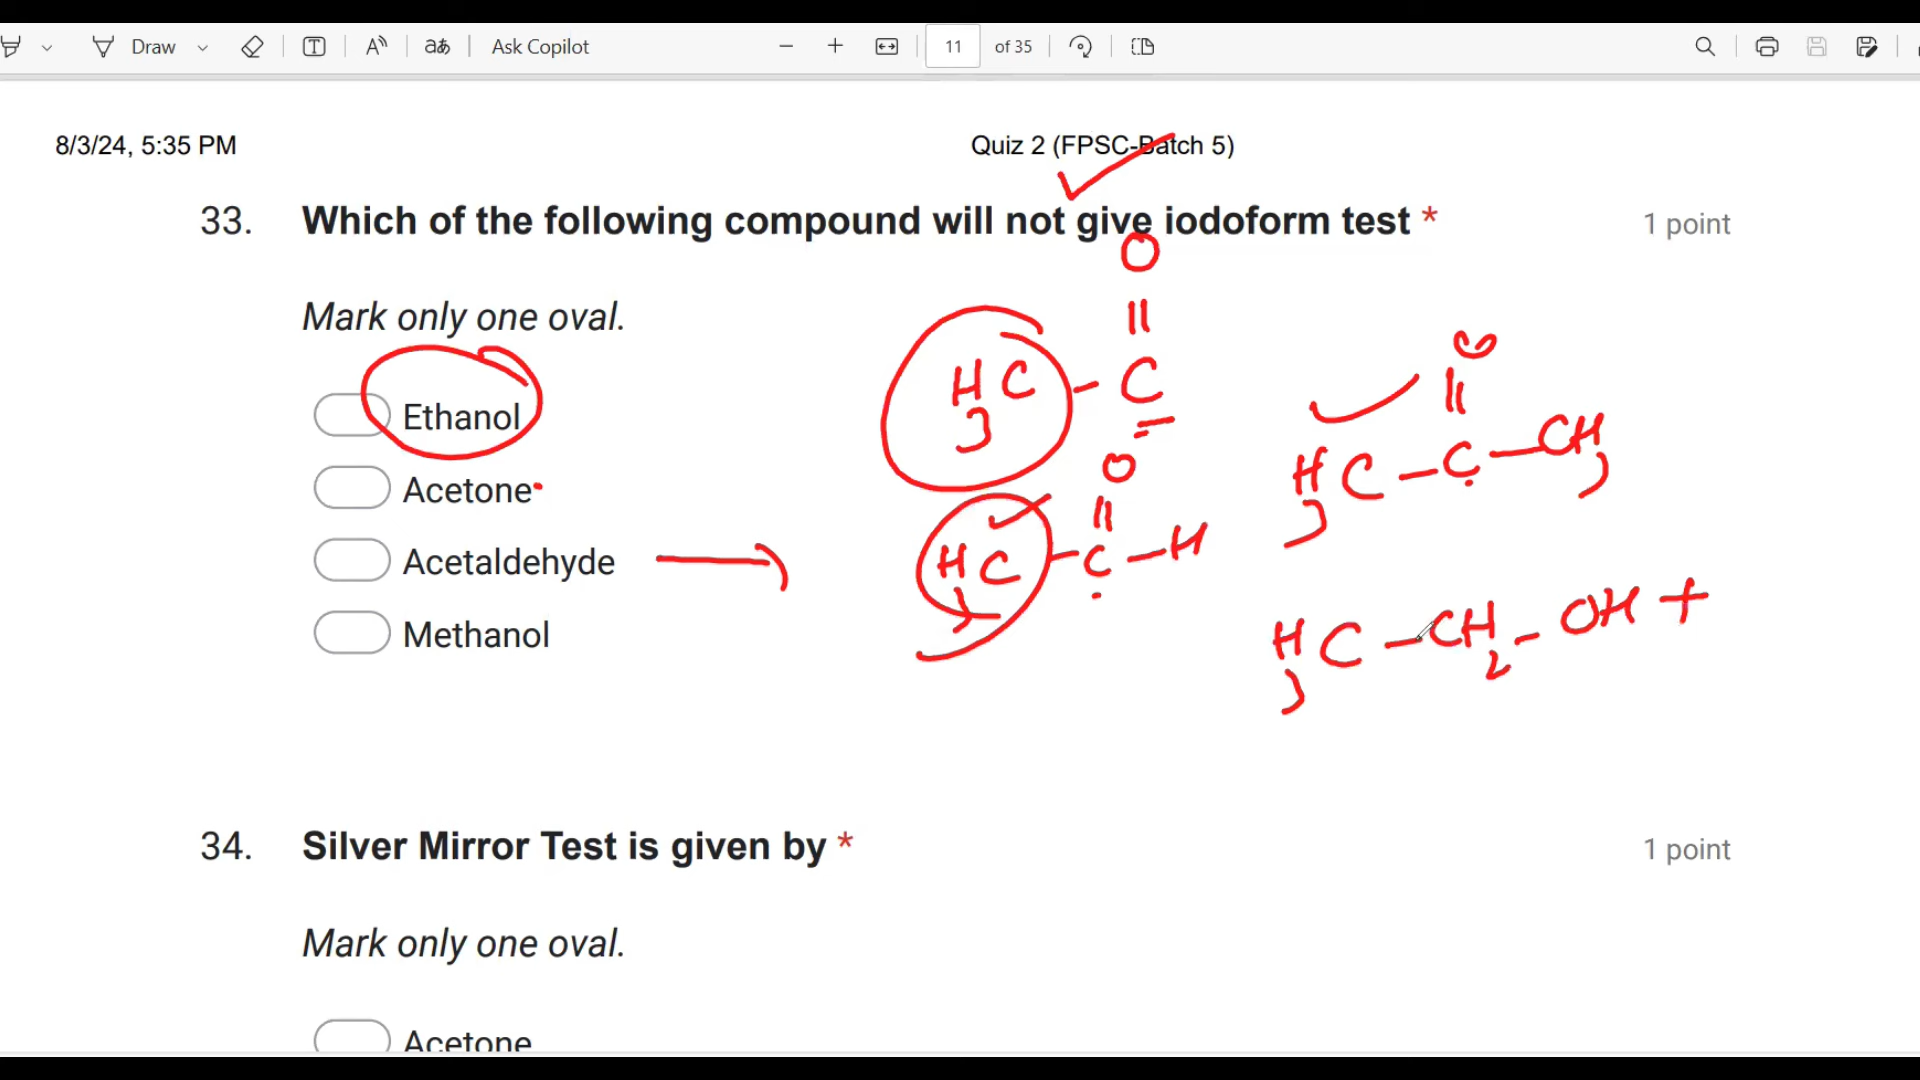 Draw
Ask Copilot
11 of 35
8/3/24, 5:35 PM
Quiz 2 (FPSC-Batch 5)
33. Which of the following compound will not give iodoform test * 1 point
Mark only one oval.
Ethanol
Acetone
Acetaldehyde
Methanol
O
||
H3C - C
O
||
H3C - C - H
O
||
H3C - C - CH3
H3C - CH2 - OH +
34. Silver Mirror Test is given by * 1 point
Mark only one oval.
Acetone